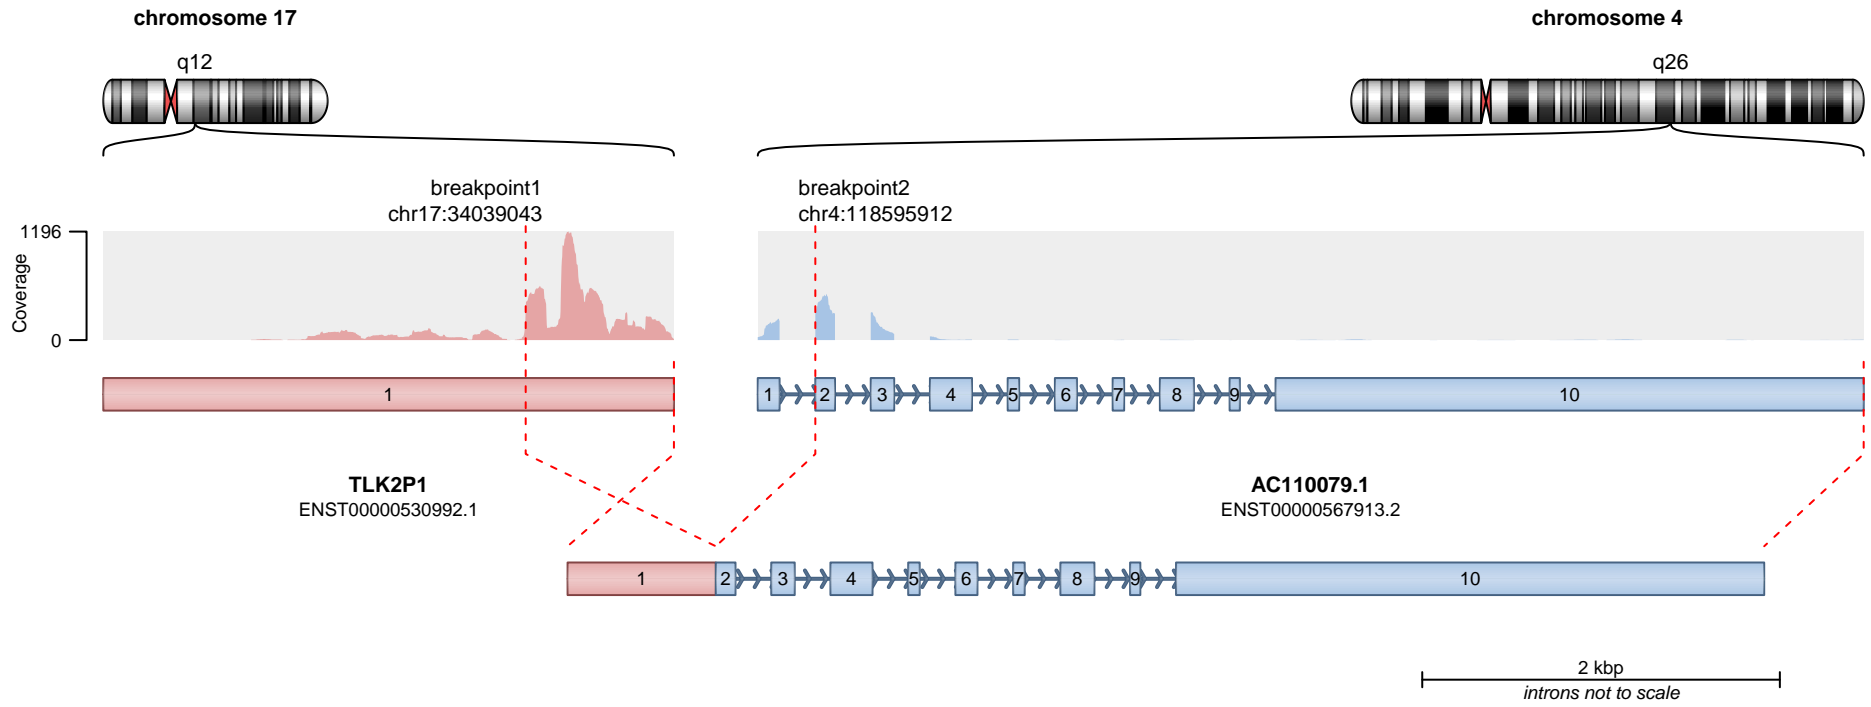 chromosome 17
chromosome 4
q12
q26
breakpoint1
chr17:34039043
breakpoint2
chr4:118595912
1196
Coverage
0
1
1 2 3 4 5 6 7 8 9 10
TLK2P1
ENST00000530992.1
AC110079.1
ENST00000567913.2
1 2 3 4 5 6 7 8 9 10
2 kbp
introns not to scale